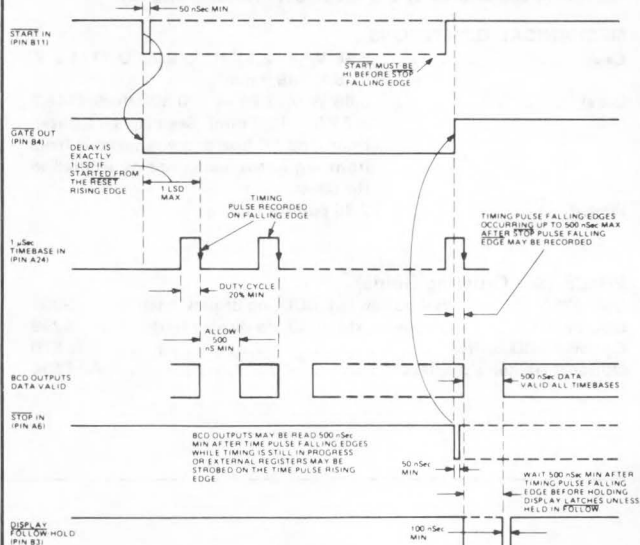 50 nSec MIN
START IN
(PIN B11)
START MUST BE
HI BEFORE STOP
FALLING EDGE
GATE OUT
(PIN B4)
DELAY IS
EXACTLY
1 LSD IF
STARTED FROM
THE RESET
RISING EDGE
1 LSD
MAX
TIMING
PULSE RECORDED
ON FALLING EDGE
TIMING PULSE FALLING EDGES
OCCURRING UP TO 500 nSec MAX
AFTER STOP PULSE FALLING
EDGE MAY BE RECORDED
1 µSec
TIMEBASE IN
(PIN A24)
DUTY CYCLE
20% MIN
ALLOW
500
nS MIN
BCD OUTPUTS
DATA VALID
500 nSec DATA
VALID ALL TIMEBASES
STOP IN
(PIN A6)
BCD OUTPUTS MAY BE READ 500 nSec
MIN AFTER TIME PULSE FALLING EDGES
WHILE TIMING IS STILL IN PROGRESS
OR EXTERNAL REGISTERS MAY BE
STROBED ON THE TIME PULSE RISING
EDGE
50 nSec
MIN
WAIT 500 nSec MIN AFTER
TIMING PULSE FALLING
EDGE BEFORE HOLDING
DISPLAY LATCHES UNLESS
HELD IN FOLLOW
DISPLAY
FOLLOW HOLD
(PIN B3)
100 nSec
MIN